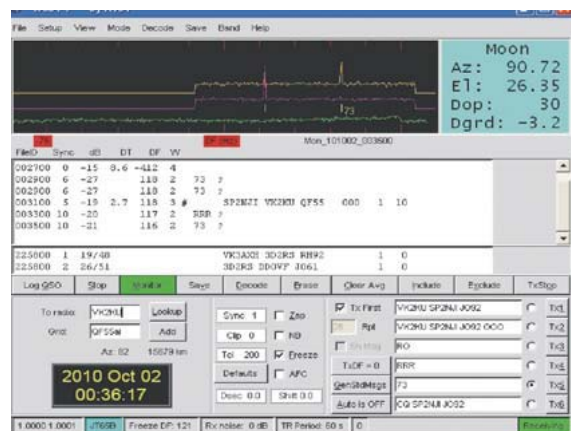 File Setup View Mode Decode Save Band Help
Moon
Az: 90.72
El: 26.35
Dop: 30
Dgrd: -3.2
73
Mon_101002_003600
FileID Sync dB DT DF W
002700 0 -15 8.6 -412 4
002900 6 -27 118 2 73 ?
002900 6 -27 118 2 73 ?
003100 5 -19 2.7 118 3 # SP2NJI VK2KU QF55 000 1 10
003300 10 -20 117 2 RRR ?
003500 10 -21 116 2 73 ?
225800 1 19/48 VK3AXH 3D2RS RH92 1 0
225800 2 26/51 3D2RS DD0VF JO61 1 0
Log QSO Stop Monitor Save Decode Erase Clear Avg Include Exclude TxStop
To radio: VK2KU Lookup
Grid: QF55al Add
Az: 82 15679 km
2010 Oct 02
00:36:17
Sync 1 Zap
Clip 0 NB
Tol 200 Freeze
Defaults AFC
Dsec 0.0 Shift 0.0
Tx First VK2KU SP2NJI JO92 Tx1
Rpt VK2KU SP2NJI JO92 OOO Tx2
RO Tx3
TxDF = 0 RRR Tx4
GenStdMsgs 73 Tx5
Auto is OFF CQ SP2NJI JO92 Tx6
1.0000 1.0001 JT65B Freeze DF: 121 Rx noise: 0 dB TR Period: 60 s 0 Receiving